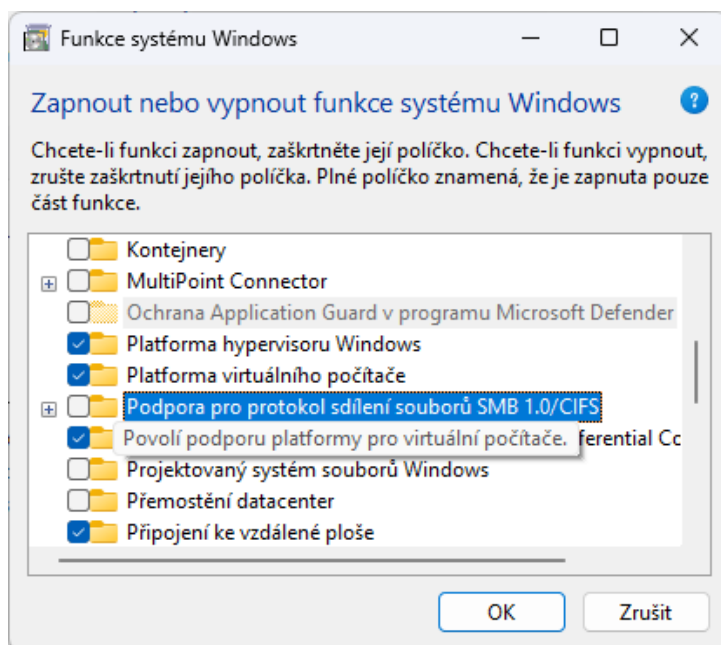 Funkce systému Windows
Zapnout nebo vypnout funkce systému Windows
?
Chcete-li funkci zapnout, zaškrtněte její políčko. Chcete-li funkci vypnout,
zrušte zaškrtnutí jejího políčka. Plné políčko znamená, že je zapnuta pouze
část funkce.
Kontejnery
MultiPoint Connector
Ochrana Application Guard v programu Microsoft Defender
Platforma hypervisoru Windows
Platforma virtuálního počítače
Podpora pro protokol sdílení souborů SMB 1.0/CIFS
Povolí podporu platformy pro virtuální počítače. ferential Co
Projektovaný systém souborů Windows
Přemostění datacenter
Připojení ke vzdálené ploše
OK Zrušit